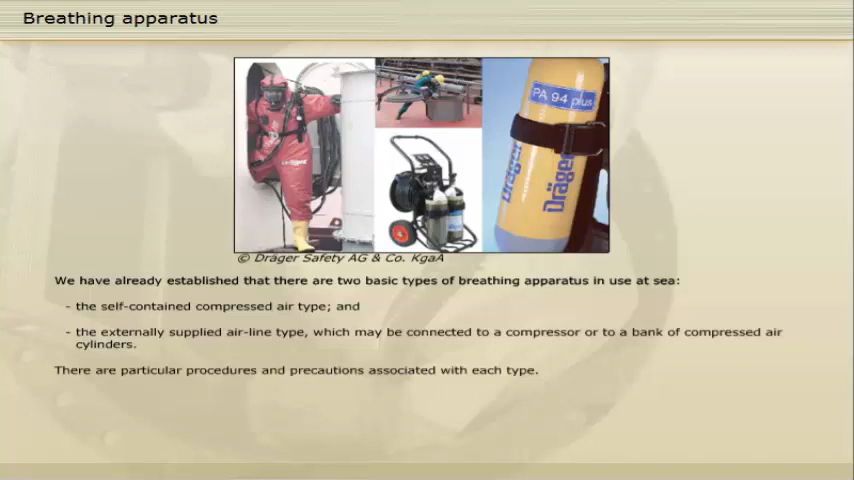 Breathing apparatus
PA 94 plus
Dräger
Dräger
© Dräger Safety AG & Co. KgaA
We have already established that there are two basic types of breathing apparatus in use at sea:
- the self-contained compressed air type; and
- the externally supplied air-line type, which may be connected to a compressor or to a bank of compressed air
cylinders.
There are particular procedures and precautions associated with each type.